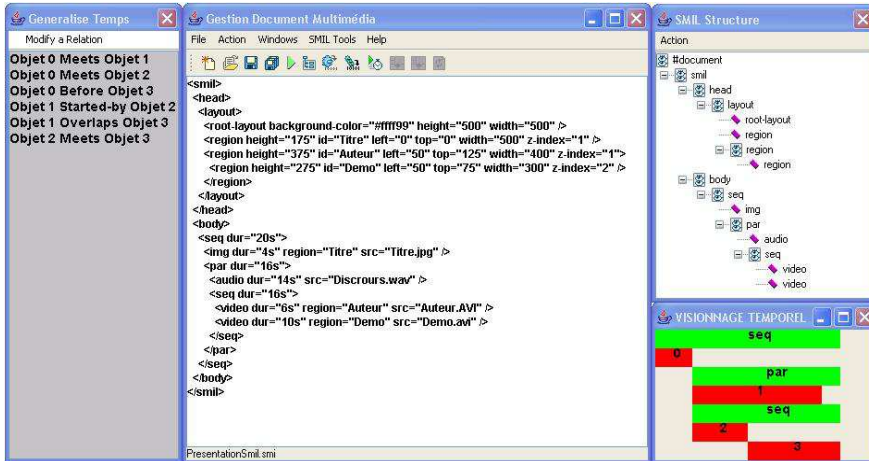 Generalise Temps
Modify a Relation
Objet 0 Meets Objet 1
Objet 0 Meets Objet 2
Objet 0 Before Objet 3
Objet 1 Started-by Objet 2
Objet 1 Overlaps Objet 3
Objet 2 Meets Objet 3
Gestion Document Multimédia
File Action Windows SMIL Tools Help
<smil>
<head>
<layout>
<root-layout background-color="#ffff99" height="500" width="500" />
<region height="175" id="Titre" left="0" top="0" width="500" z-index="1" />
<region height="375" id="Auteur" left="50" top="125" width="400" z-index="1">
<region height="275" id="Demo" left="50" top="75" width="300" z-index="2" />
</region>
</layout>
</head>
<body>
<seq dur="20s">
<img dur="4s" region="Titre" src="Titre.jpg" />
<par dur="16s">
<audio dur="14s" src="Discrours.wav" />
<seq dur="16s">
<video dur="6s" region="Auteur" src="Auteur.AVI" />
<video dur="10s" region="Demo" src="Demo.avi" />
</seq>
</par>
</seq>
</body>
</smil>
PresentationSmil.smi
SMIL Structure
Action
#document
smil
head
layout
root-layout
region
region
region
body
seq
img
par
audio
seq
video
video
VISIONNAGE TEMPOREL
seq
0
par
1
seq
2
3